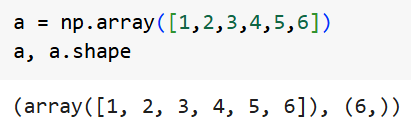 a = np.array([1,2,3,4,5,6])
a, a.shape
(array([1, 2, 3, 4, 5, 6]), (6,))